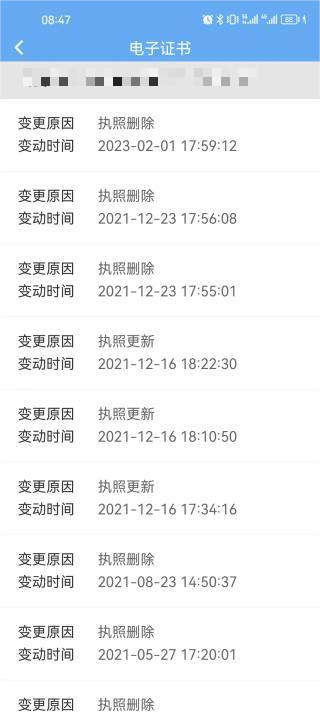 08:47
88
电子证书
变更原因 执照删除
变动时间 2023-02-01 17:59:12
变更原因 执照删除
变动时间 2021-12-23 17:56:08
变更原因 执照删除
变动时间 2021-12-23 17:55:01
变更原因 执照更新
变动时间 2021-12-16 18:22:30
变更原因 执照更新
变动时间 2021-12-16 18:10:50
变更原因 执照更新
变动时间 2021-12-16 17:34:16
变更原因 执照删除
变动时间 2021-08-23 14:50:37
变更原因 执照删除
变动时间 2021-05-27 17:20:01
变更原因 执照删除